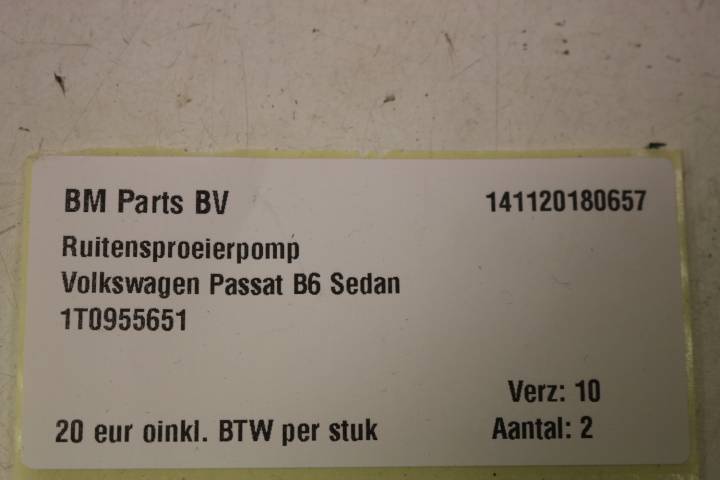 BM Parts BV 141120180657
Ruitensproeierpomp
Volkswagen Passat B6 Sedan
1T0955651
Verz: 10
20 eur oinkl. BTW per stuk Aantal: 2